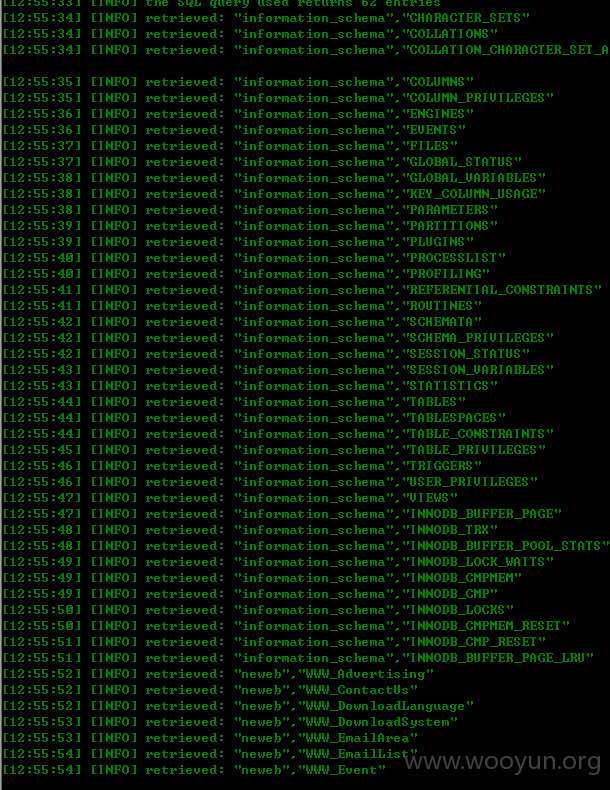 [12:55:33] [INFO] the SQL query used returns 62 entries
[12:55:34] [INFO] retrieved: "information_schema","CHARACTER_SETS"
[12:55:34] [INFO] retrieved: "information_schema","COLLATIONS"
[12:55:34] [INFO] retrieved: "information_schema","COLLATION_CHARACTER_SET_A
[12:55:35] [INFO] retrieved: "information_schema","COLUMNS"
[12:55:35] [INFO] retrieved: "information_schema","COLUMN_PRIVILEGES"
[12:55:36] [INFO] retrieved: "information_schema","ENGINES"
[12:55:36] [INFO] retrieved: "information_schema","EVENTS"
[12:55:37] [INFO] retrieved: "information_schema","FILES"
[12:55:37] [INFO] retrieved: "information_schema","GLOBAL_STATUS"
[12:55:38] [INFO] retrieved: "information_schema","GLOBAL_VARIABLES"
[12:55:38] [INFO] retrieved: "information_schema","KEY_COLUMN_USAGE"
[12:55:38] [INFO] retrieved: "information_schema","PARAMETERS"
[12:55:39] [INFO] retrieved: "information_schema","PARTITIONS"
[12:55:39] [INFO] retrieved: "information_schema","PLUGINS"
[12:55:40] [INFO] retrieved: "information_schema","PROCESSLIST"
[12:55:40] [INFO] retrieved: "information_schema","PROFILING"
[12:55:41] [INFO] retrieved: "information_schema","REFERENTIAL_CONSTRAINTS"
[12:55:41] [INFO] retrieved: "information_schema","ROUTINES"
[12:55:42] [INFO] retrieved: "information_schema","SCHEMATA"
[12:55:42] [INFO] retrieved: "information_schema","SCHEMA_PRIVILEGES"
[12:55:42] [INFO] retrieved: "information_schema","SESSION_STATUS"
[12:55:43] [INFO] retrieved: "information_schema","SESSION_VARIABLES"
[12:55:43] [INFO] retrieved: "information_schema","STATISTICS"
[12:55:44] [INFO] retrieved: "information_schema","TABLES"
[12:55:44] [INFO] retrieved: "information_schema","TABLESPACES"
[12:55:44] [INFO] retrieved: "information_schema","TABLE_CONSTRAINTS"
[12:55:45] [INFO] retrieved: "information_schema","TABLE_PRIVILEGES"
[12:55:46] [INFO] retrieved: "information_schema","TRIGGERS"
[12:55:46] [INFO] retrieved: "information_schema","USER_PRIVILEGES"
[12:55:47] [INFO] retrieved: "information_schema","VIEWS"
[12:55:47] [INFO] retrieved: "information_schema","INNODB_BUFFER_PAGE"
[12:55:48] [INFO] retrieved: "information_schema","INNODB_TRX"
[12:55:48] [INFO] retrieved: "information_schema","INNODB_BUFFER_POOL_STATS"
[12:55:49] [INFO] retrieved: "information_schema","INNODB_LOCK_WAITS"
[12:55:49] [INFO] retrieved: "information_schema","INNODB_CMPMEM"
[12:55:49] [INFO] retrieved: "information_schema","INNODB_CMP"
[12:55:50] [INFO] retrieved: "information_schema","INNODB_LOCKS"
[12:55:50] [INFO] retrieved: "information_schema","INNODB_CMPMEM_RESET"
[12:55:51] [INFO] retrieved: "information_schema","INNODB_CMP_RESET"
[12:55:51] [INFO] retrieved: "information_schema","INNODB_BUFFER_PAGE_LRU"
[12:55:52] [INFO] retrieved: "neweb","WWW_Advertising"
[12:55:52] [INFO] retrieved: "neweb","WWW_ContactUs"
[12:55:52] [INFO] retrieved: "neweb","WWW_DownloadLanguage"
[12:55:53] [INFO] retrieved: "neweb","WWW_DownloadSystem"
[12:55:53] [INFO] retrieved: "neweb","WWW_EmailArea"
[12:55:54] [INFO] retrieved: "neweb","WWW_EmailList"
[12:55:54] [INFO] retrieved: "neweb","WWW_Event"
www.wooyun.org